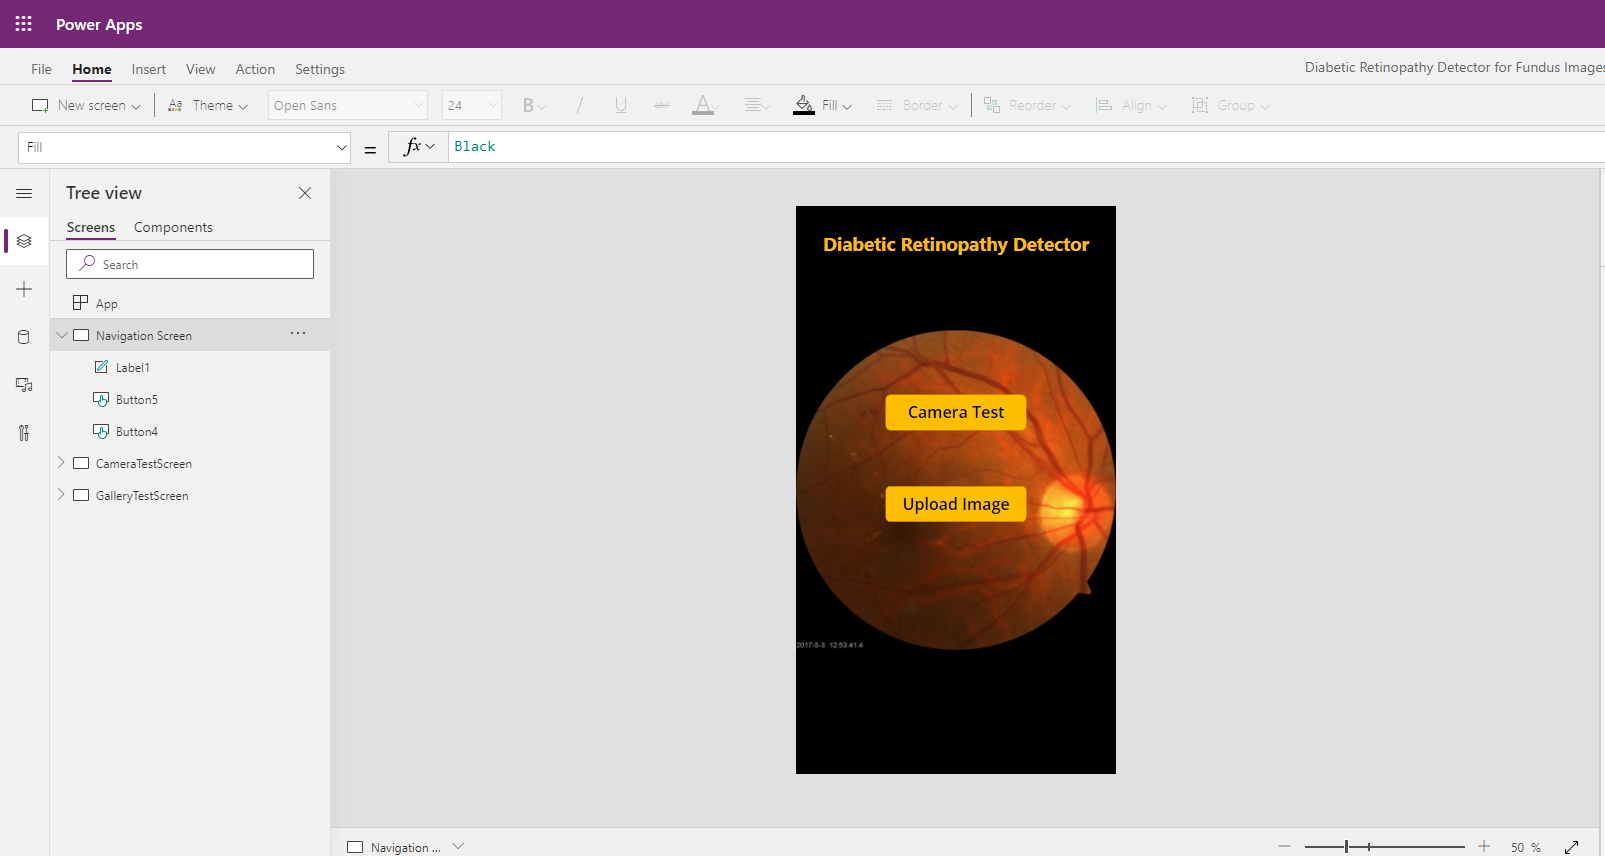 Power Apps
File Home Insert View Action Settings
Diabetic Retinopathy Detector for Fundus Images
New screen Theme Open Sans 24 B / U abc A Fill Border Reorder Align Group
Fill = fx Black
Tree view
Screens Components
Search
App
Navigation Screen ...
Label1
Button5
Button4
CameraTestScreen
GalleryTestScreen
Diabetic Retinopathy Detector
Camera Test
Upload Image
2017-5-3 12:53:41.4
Navigation ...
50 %